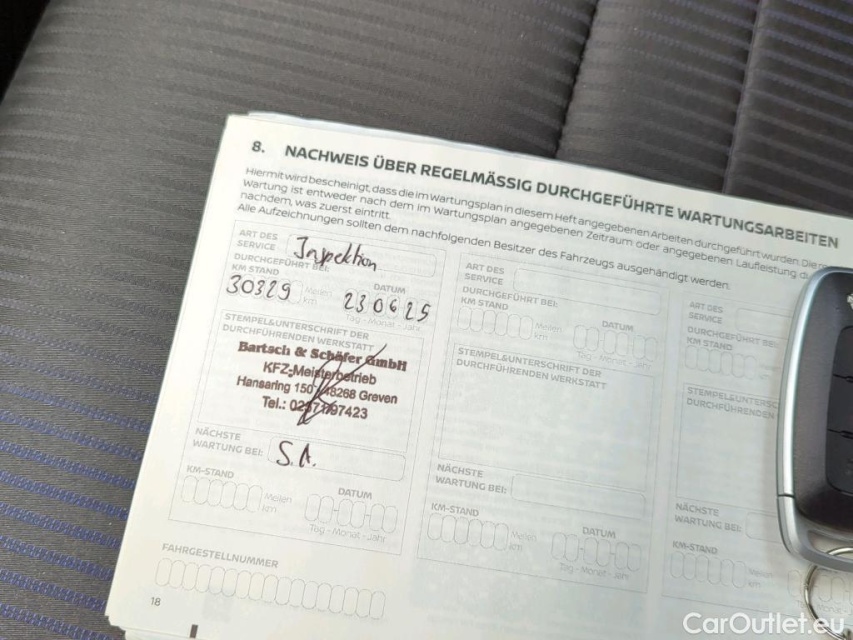 8. NACHWEIS ÜBER REGELMÄSSIG DURCHGEFÜHRTE WARTUNGSARBEITEN
Hiermit wird bescheinigt, dass die im Wartungsplan in diesem Heft angegebenen Arbeiten durchgeführt wurden. Die
Wartung ist entweder nach dem im Wartungsplan angegebenen Zeitraum oder angegebenen Laufleistung
nachdem, was zuerst eintritt.
Alle Aufzeichnungen sollten dem nachfolgenden Besitzer des Fahrzeugs ausgehändigt werden.
ART DES
SERVICE Inspektion
DURCHGEFÜHRT BEI:
KM STAND DATUM
30329 Meilen km 230625
Tag - Monat - Jahr
STEMPEL&UNTERSCHRIFT DER
DURCHFÜHRENDEN WERKSTATT
Bartsch & Schäfer GmbH
KFZ-Meisterbetrieb
Hansaring 150 48268 Greven
Tel.:
NÄCHSTE
WARTUNG BEI: S.A.
KM-STAND DATUM
Meilen km
Tag - Monat - Jahr
FAHRGESTELLNUMMER
18
ART DES
SERVICE
DURCHGEFÜHRT BEI:
KM STAND DATUM
Meilen km
Tag - Monat - Jahr
STEMPEL&UNTERSCHRIFT DER
DURCHFÜHRENDEN WERKSTATT
NÄCHSTE
WARTUNG BEI:
KM-STAND DATUM
Meilen km
Tag - Monat - Jahr
ART DES
SERVICE
DURCHGEFÜHRT
KM STAND
Meilen km
DURCHFÜHRENDEN
NÄCHSTE
WARTUNG BEI:
KM-STAND
Meilen km
CarOutlet.eu